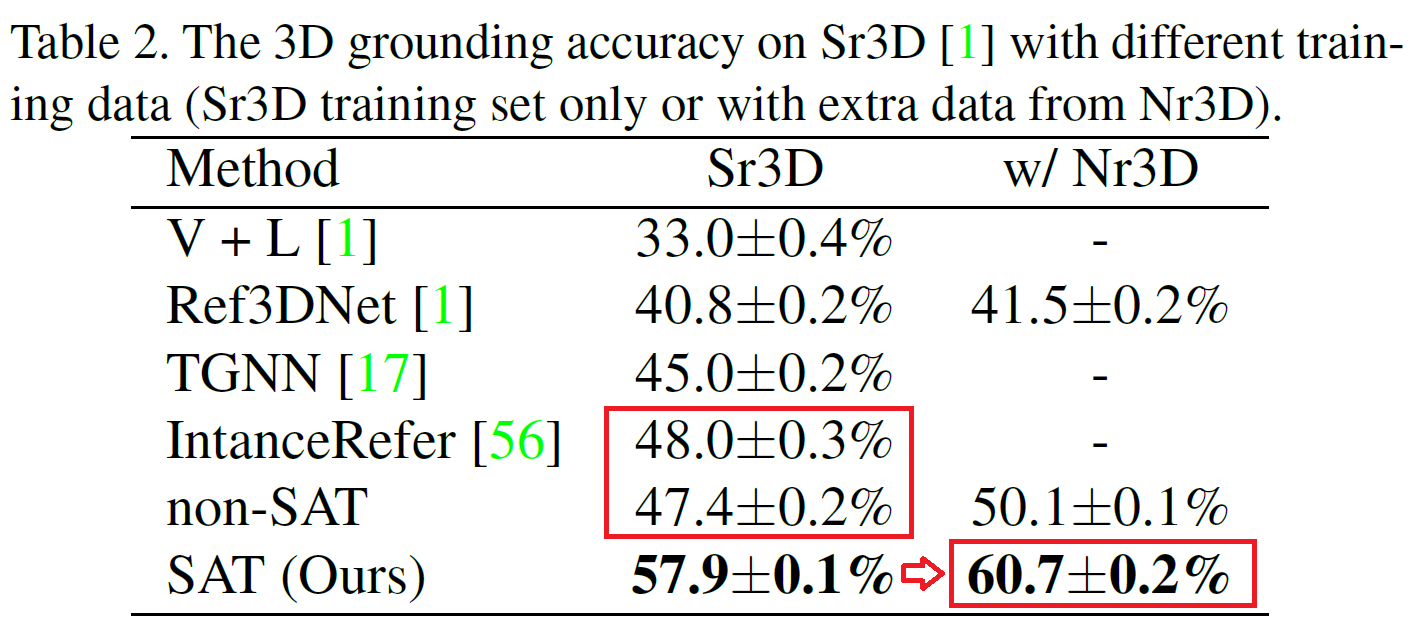 Table 2. The 3D grounding accuracy on Sr3D [1] with different train-
ing data (Sr3D training set only or with extra data from Nr3D).
Method Sr3D w/ Nr3D
V + L [1] 33.0±0.4% -
Ref3DNet [1] 40.8±0.2% 41.5±0.2%
TGNN [17] 45.0±0.2% -
IntanceRefer [56] 48.0±0.3% -
non-SAT 47.4±0.2% 50.1±0.1%
SAT (Ours) 57.9±0.1% 60.7±0.2%